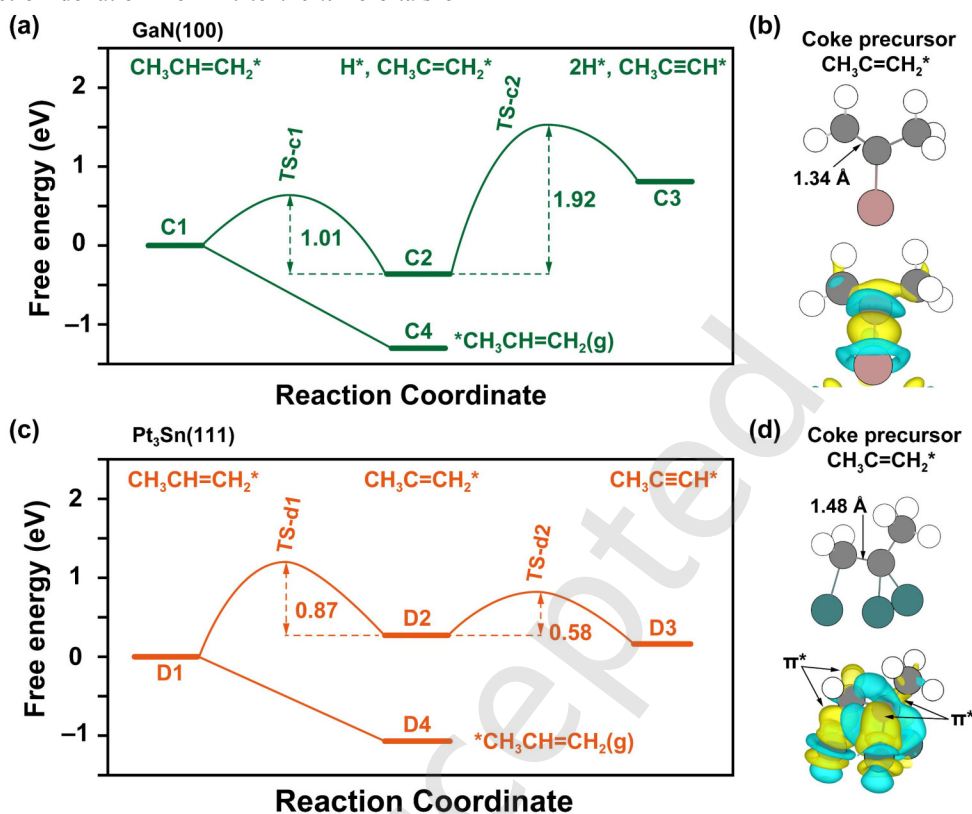 (a)
GaN(100)
CH₃CH=CH₂*
H*, CH₃C=CH₂*
2H*, CH₃C≡CH*
Free energy (eV)
2
1
0
–1
TS-c1
TS-c2
1.01
1.92
C1
C2
C3
C4
*CH₃CH=CH₂(g)
Reaction Coordinate
(b)
Coke precursor
CH₃C=CH₂*
1.34 Å
(c)
Pt₃Sn(111)
CH₃CH=CH₂*
CH₃C=CH₂*
CH₃C≡CH*
Free energy (eV)
2
1
0
–1
TS-d1
TS-d2
0.87
0.58
D1
D2
D3
D4
*CH₃CH=CH₂(g)
Reaction Coordinate
(d)
Coke precursor
CH₃C=CH₂*
1.48 Å
π*
π*
cepted